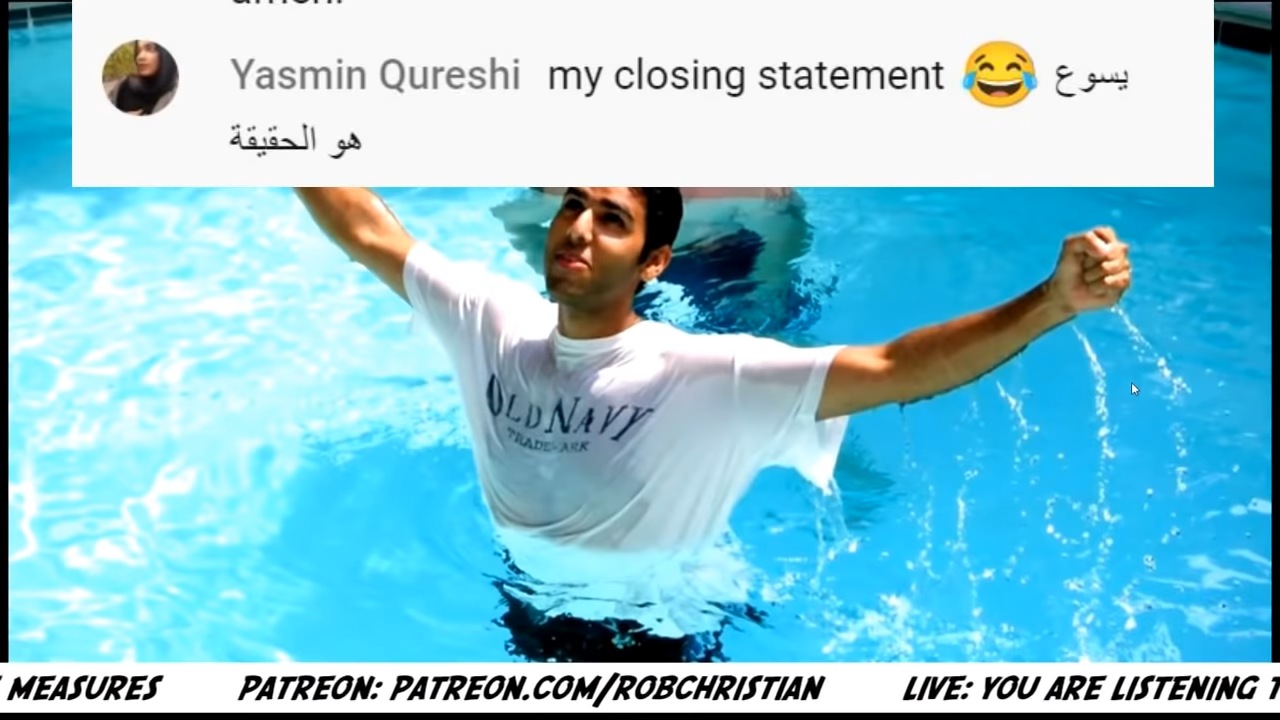 Yasmin Qureshi my closing statement 😂 يسوع
هو الحقيقة
OLD NAVY
MEASURES PATREON: PATREON.COM/ROBCHRISTIAN LIVE: YOU ARE LISTENING